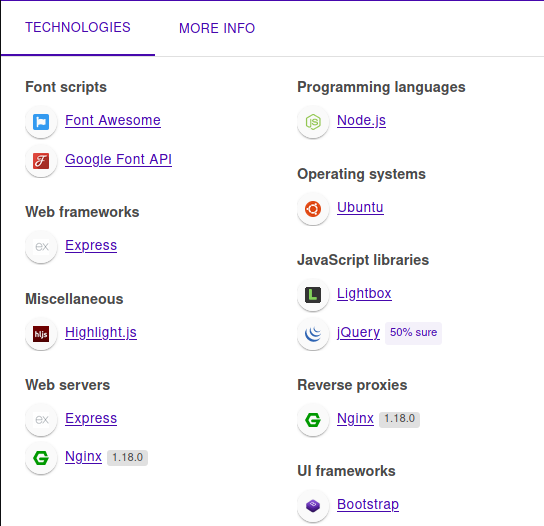 TECHNOLOGIES
MORE INFO
Font scripts
Font Awesome
Google Font API
Web frameworks
ex
Express
Miscellaneous
hljs
Highlight.js
Web servers
ex
Express
Nginx 1.18.0
Programming languages
Node.js
Operating systems
Ubuntu
JavaScript libraries
L
Lightbox
jQuery 50% sure
Reverse proxies
Nginx 1.18.0
UI frameworks
Bootstrap